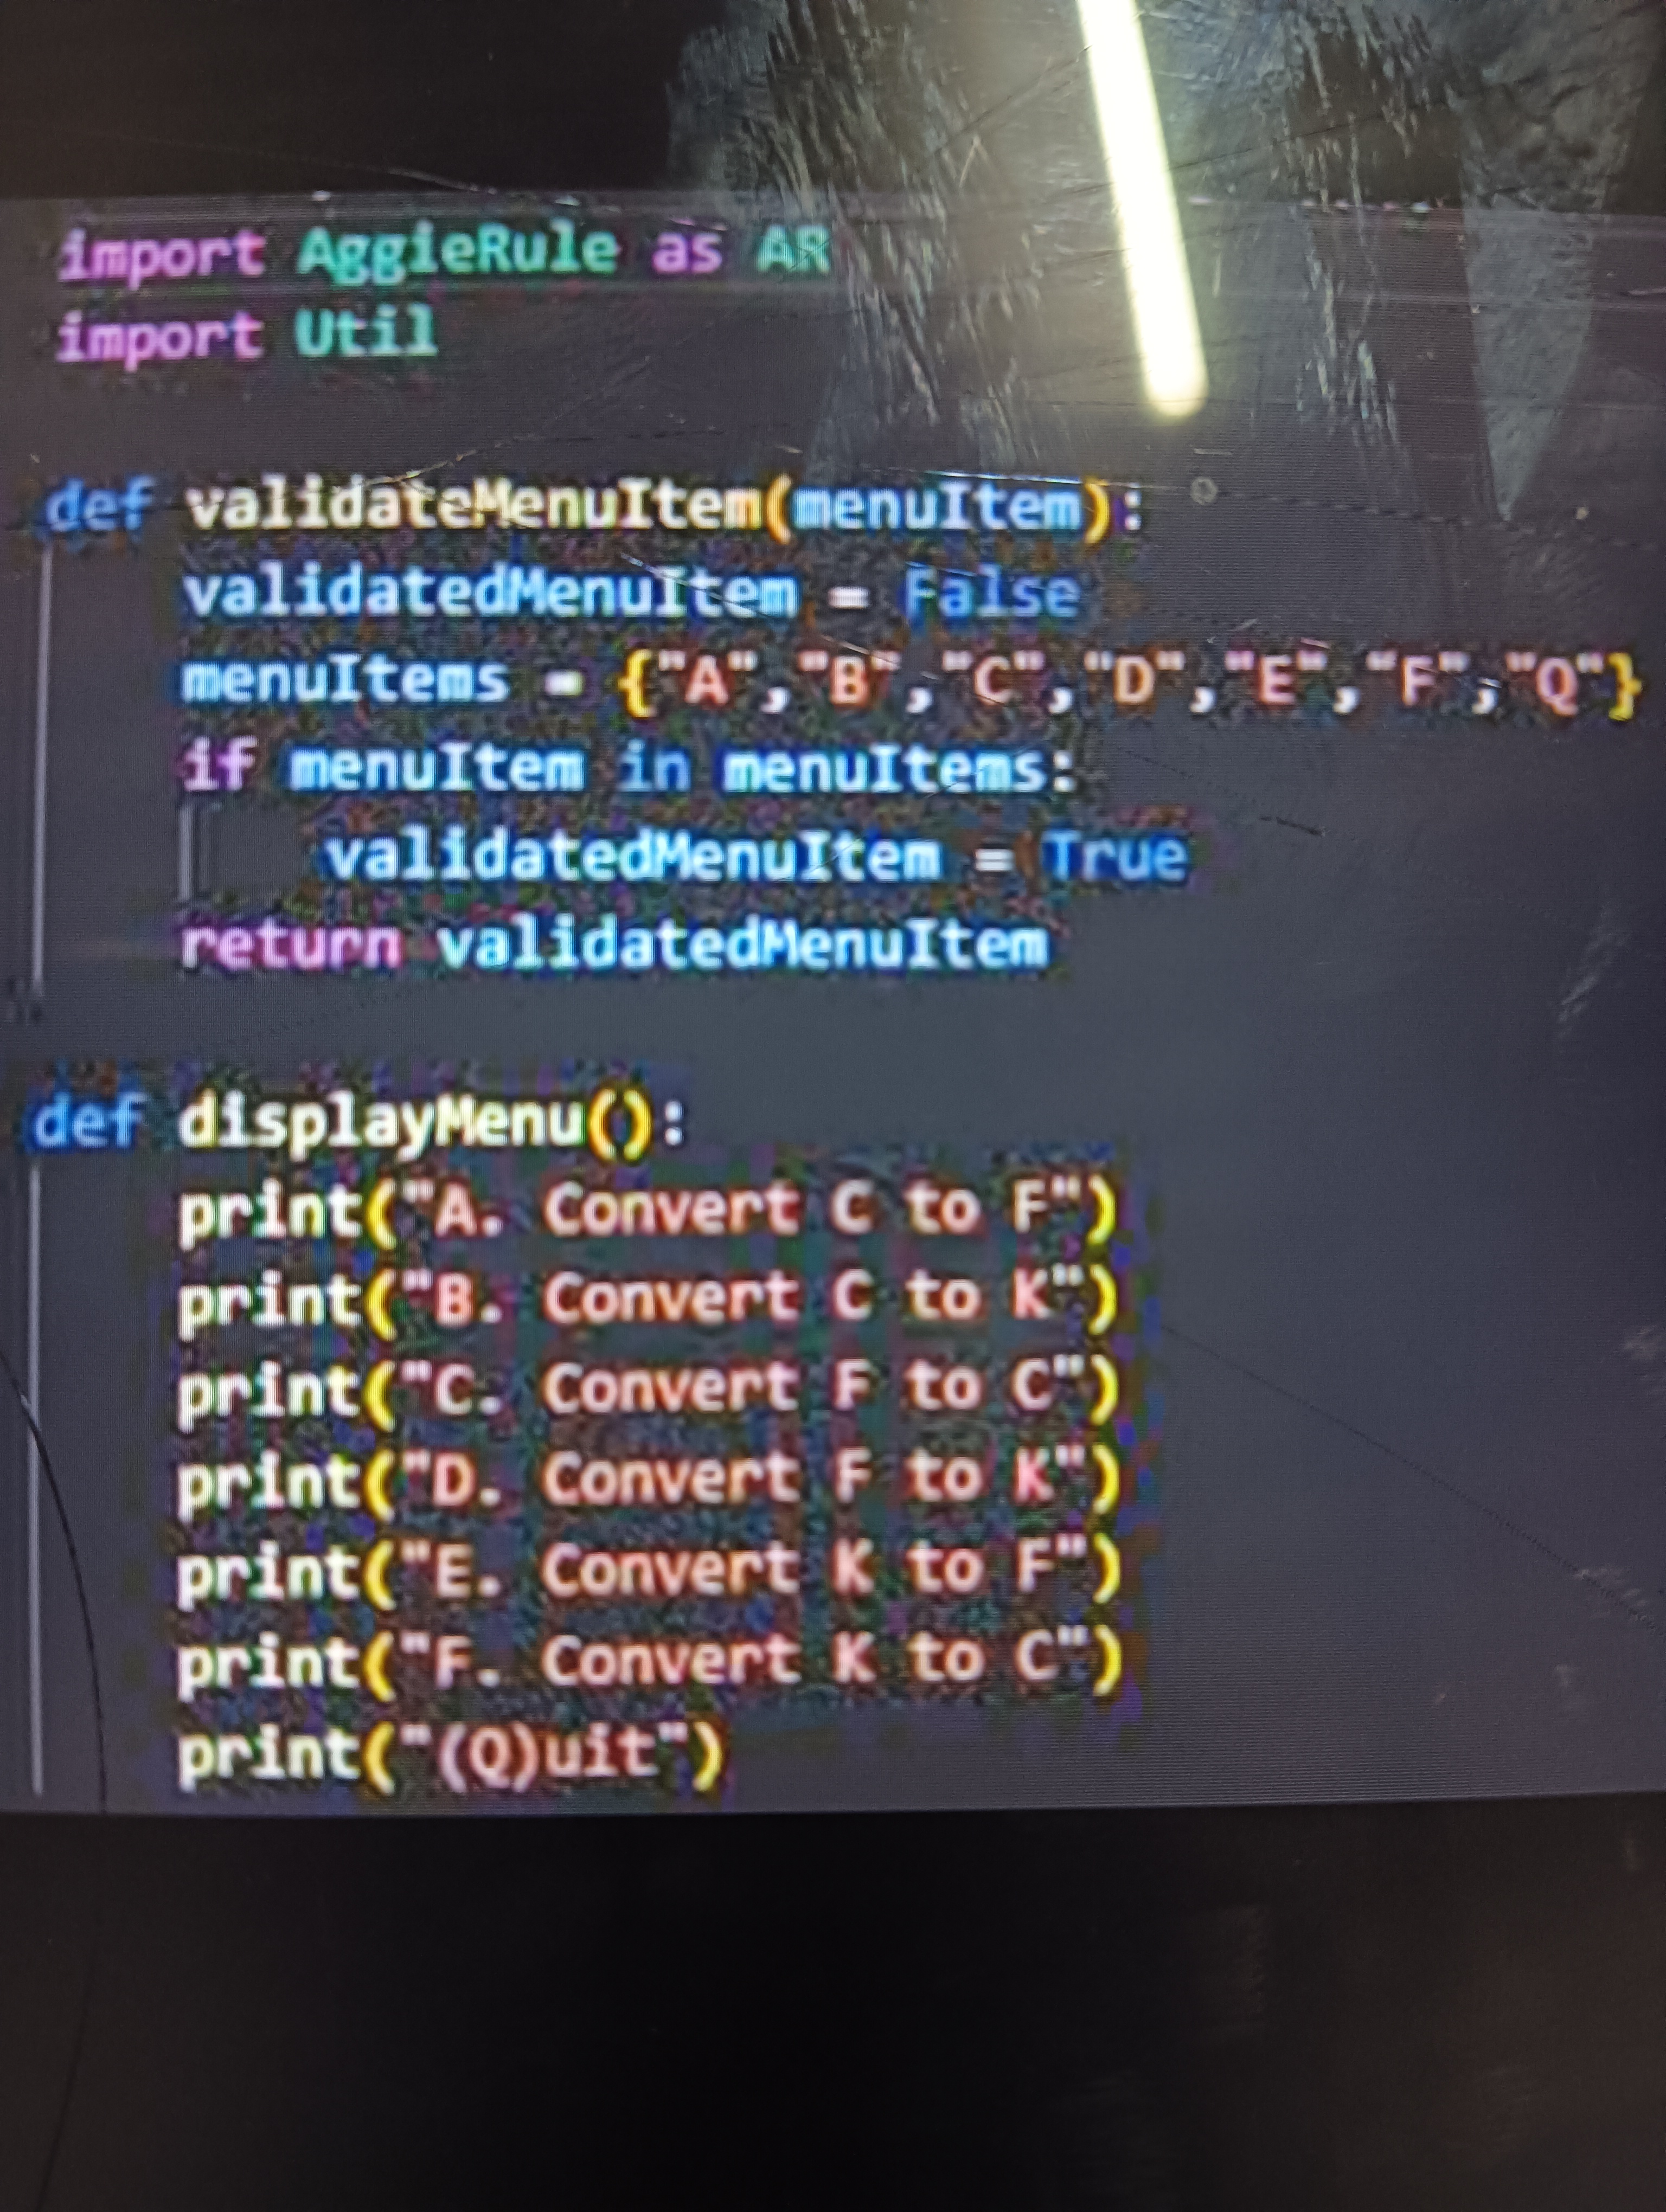 import AggieRule as AR
import Util
def validateMenuItem(menuItem):
validatedMenuItem = False
menuItems = {"A","B","C","D","E","F","Q"}
if menuItem in menuItems:
validatedMenuItem = True
return validatedMenuItem
def displayMenu():
print("A. Convert C to F")
print("B. Convert C to K")
print("C. Convert F to C")
print("D. Convert F to K")
print("E. Convert K to F")
print("F. Convert K to C")
print("(Q)uit")